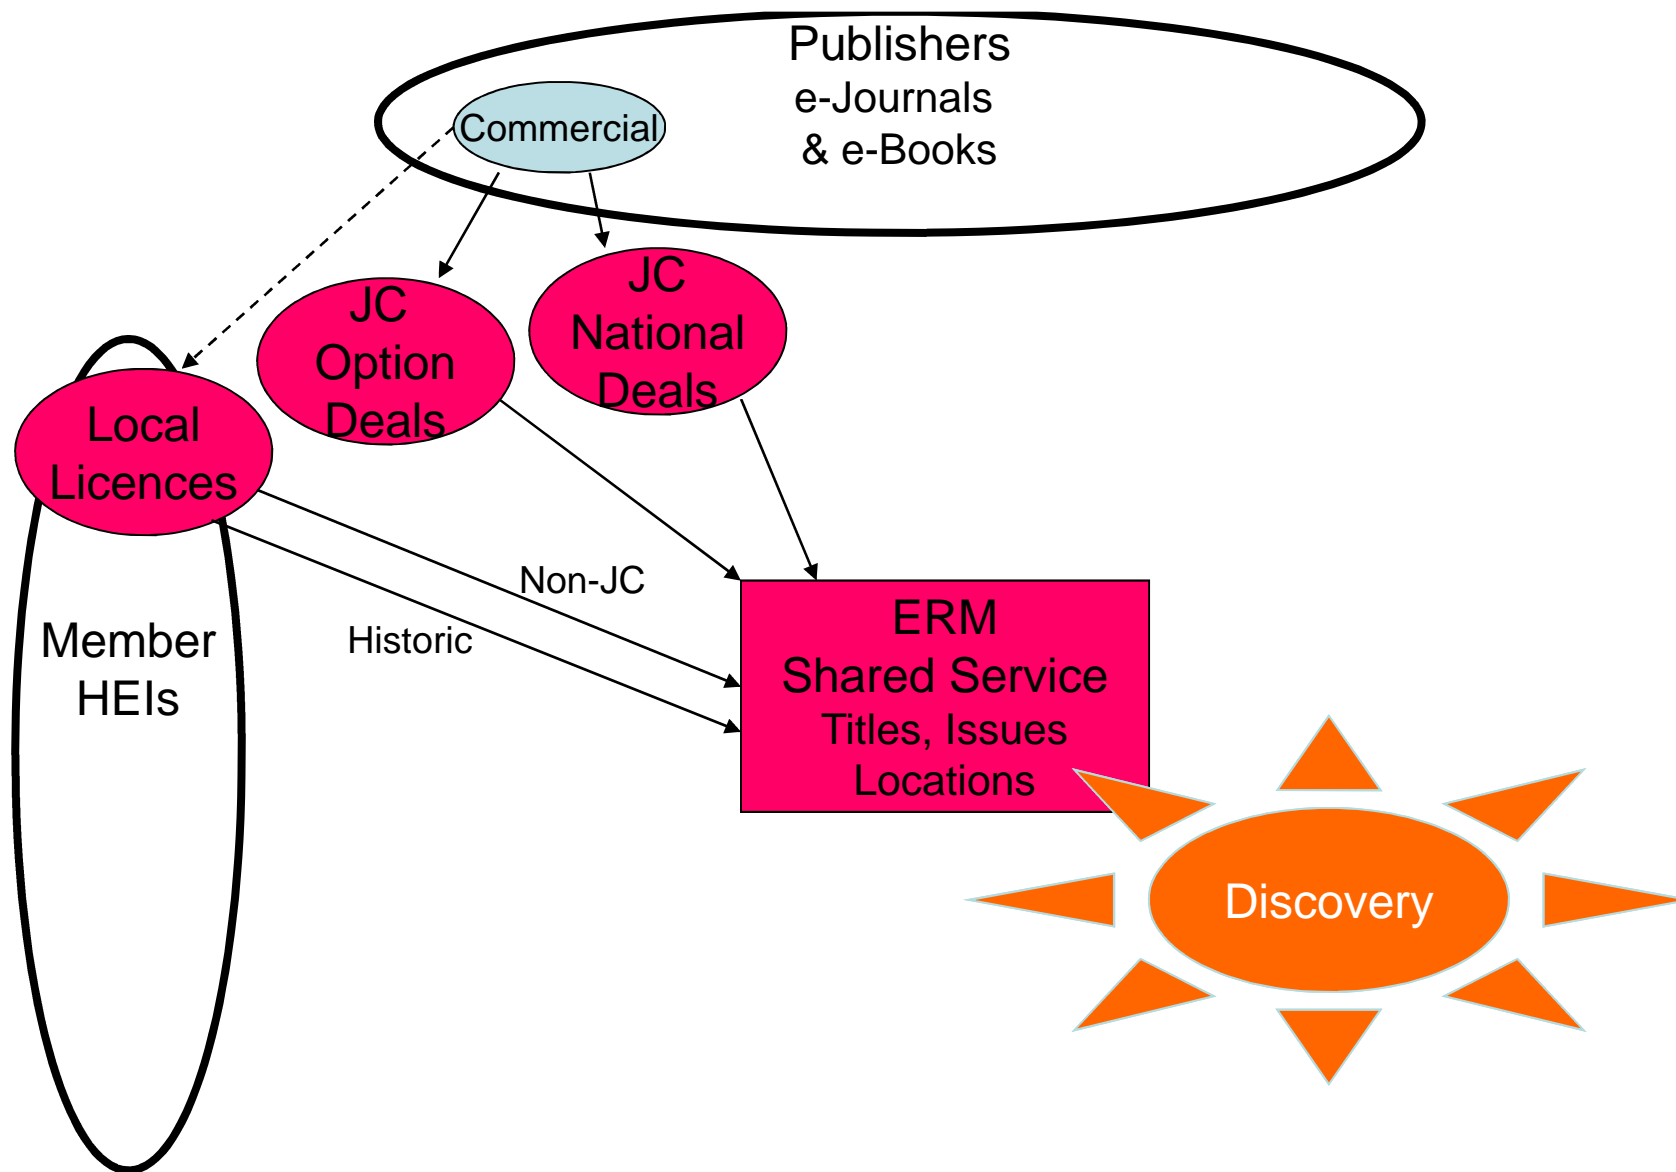 Publishers
e-Journals
& e-Books
Commercial
JC
National
Deals
JC
Option
Deals
Local
Licences
Non-JC
Historic
Member
HEIs
ERM
Shared Service
Titles, Issues
Locations
Discovery